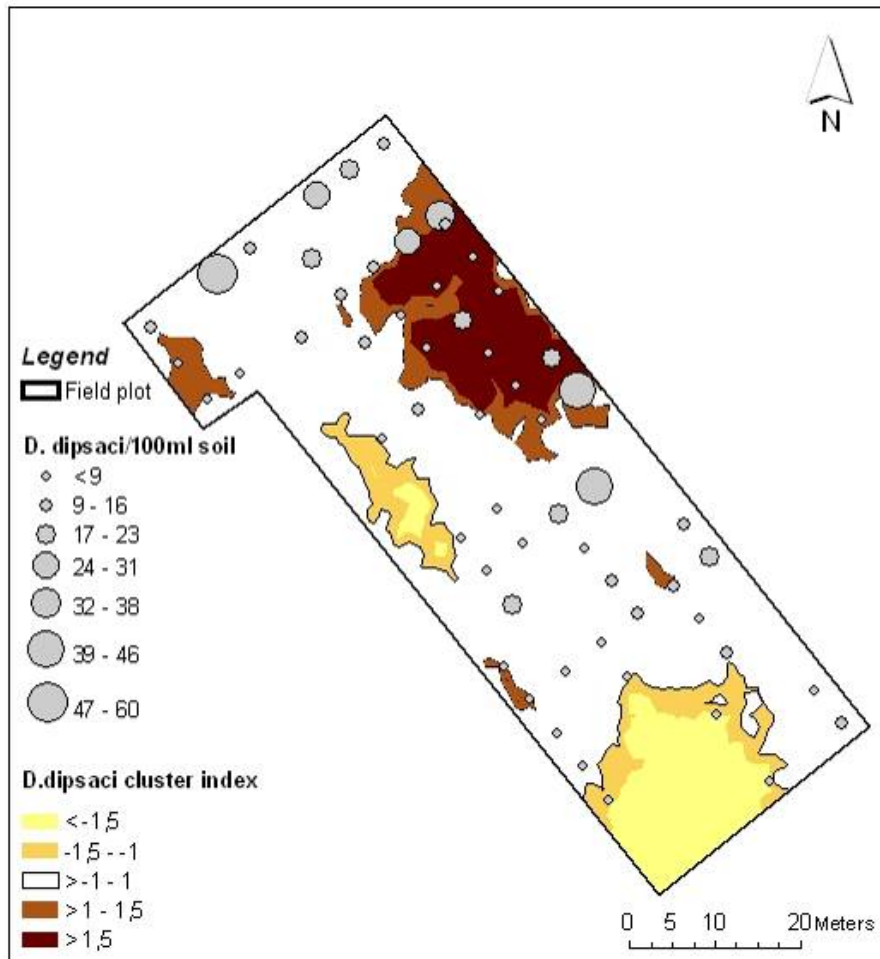 N
Legend
Field plot
D. dipsaci/100ml soil
<9
9 - 16
17 - 23
24 - 31
32 - 38
39 - 46
47 - 60
D.dipsaci cluster index
< -1,5
-1,5 - -1
> -1 - 1
> 1 - 1,5
> 1,5
0 5 10 20 Meters